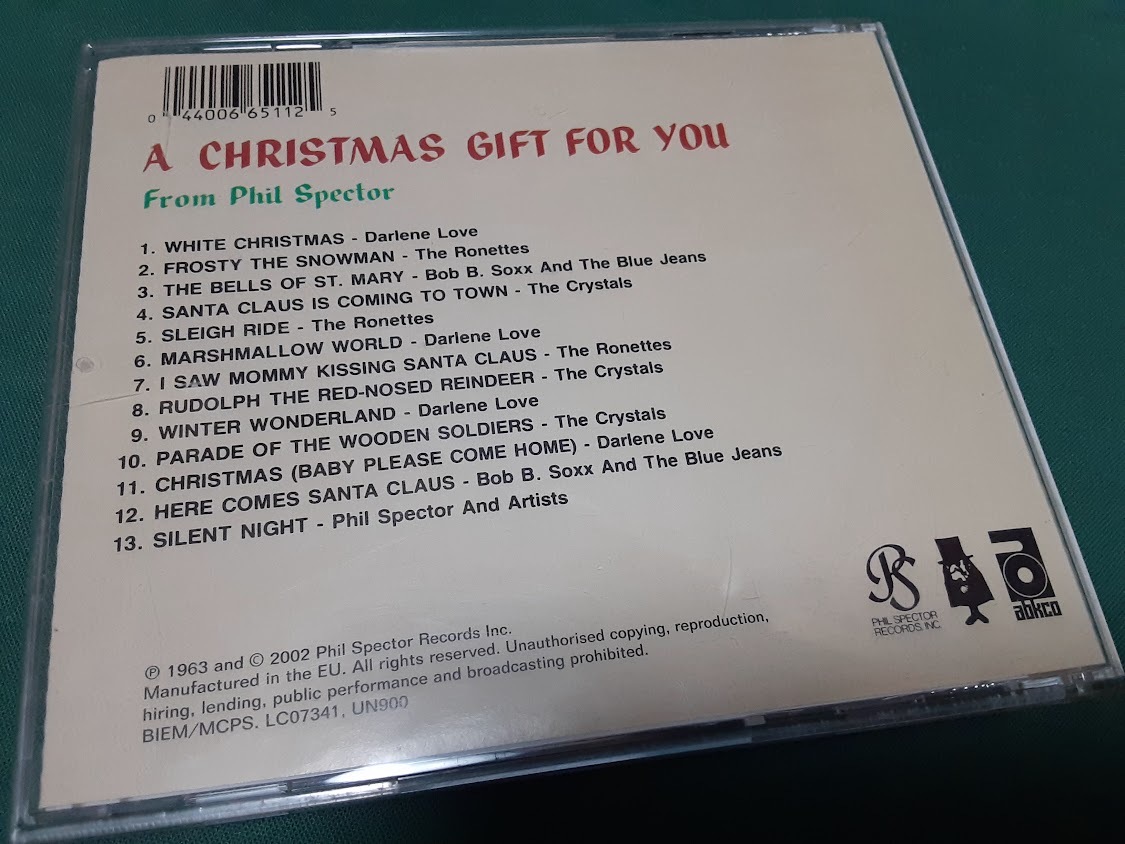 0 44006 65112 5
A CHRISTMAS GIFT FOR YOU
From Phil Spector
1. WHITE CHRISTMAS - Darlene Love
2. FROSTY THE SNOWMAN - The Ronettes
3. THE BELLS OF ST. MARY - Bob B. Soxx And The Blue Jeans
4. SANTA CLAUS IS COMING TO TOWN - The Crystals
5. SLEIGH RIDE - The Ronettes
6. MARSHMALLOW WORLD - Darlene Love
7. I SAW MOMMY KISSING SANTA CLAUS - The Ronettes
8. RUDOLPH THE RED-NOSED REINDEER - The Crystals
9. WINTER WONDERLAND - Darlene Love
10. PARADE OF THE WOODEN SOLDIERS - The Crystals
11. CHRISTMAS (BABY PLEASE COME HOME) - Darlene Love
12. HERE COMES SANTA CLAUS - Bob B. Soxx And The Blue Jeans
13. SILENT NIGHT - Phil Spector And Artists
PS
PHIL SPECTOR
RECORDS, INC.
abkco
℗ 1963 and © 2002 Phil Spector Records Inc.
Manufactured in the EU. All rights reserved. Unauthorised copying, reproduction,
hiring, lending, public performance and broadcasting prohibited.
BIEM/MCPS. LC07341, UN900